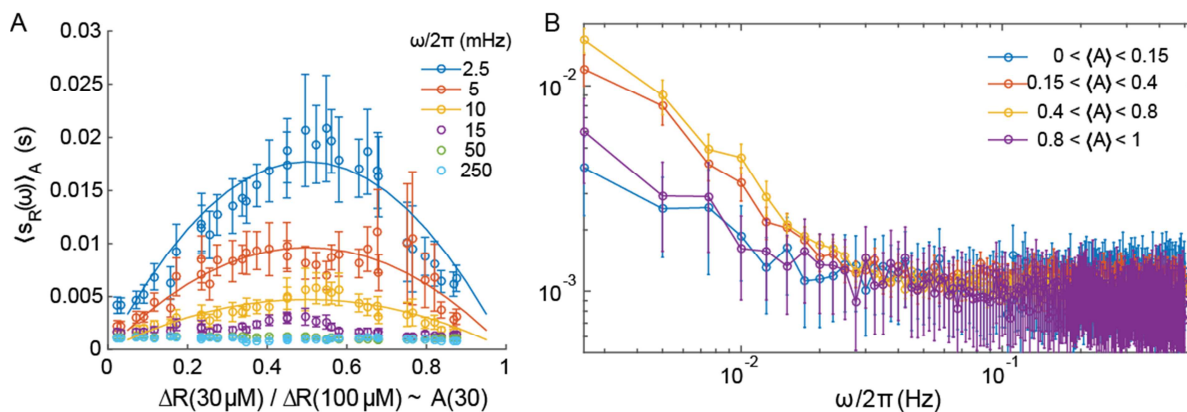 A
⟨s_R(ω)⟩_A (s)
0.03
0.025
0.02
0.015
0.01
0.005
0
ω/2π (mHz)
2.5
5
10
15
50
250
0 0.2 0.4 0.6 0.8 1
ΔR(30 μM) / ΔR(100 μM) ~ A(30)
B
10⁻²
10⁻³
0 < ⟨A⟩ < 0.15
0.15 < ⟨A⟩ < 0.4
0.4 < ⟨A⟩ < 0.8
0.8 < ⟨A⟩ < 1
10⁻² 10⁻¹
ω/2π (Hz)